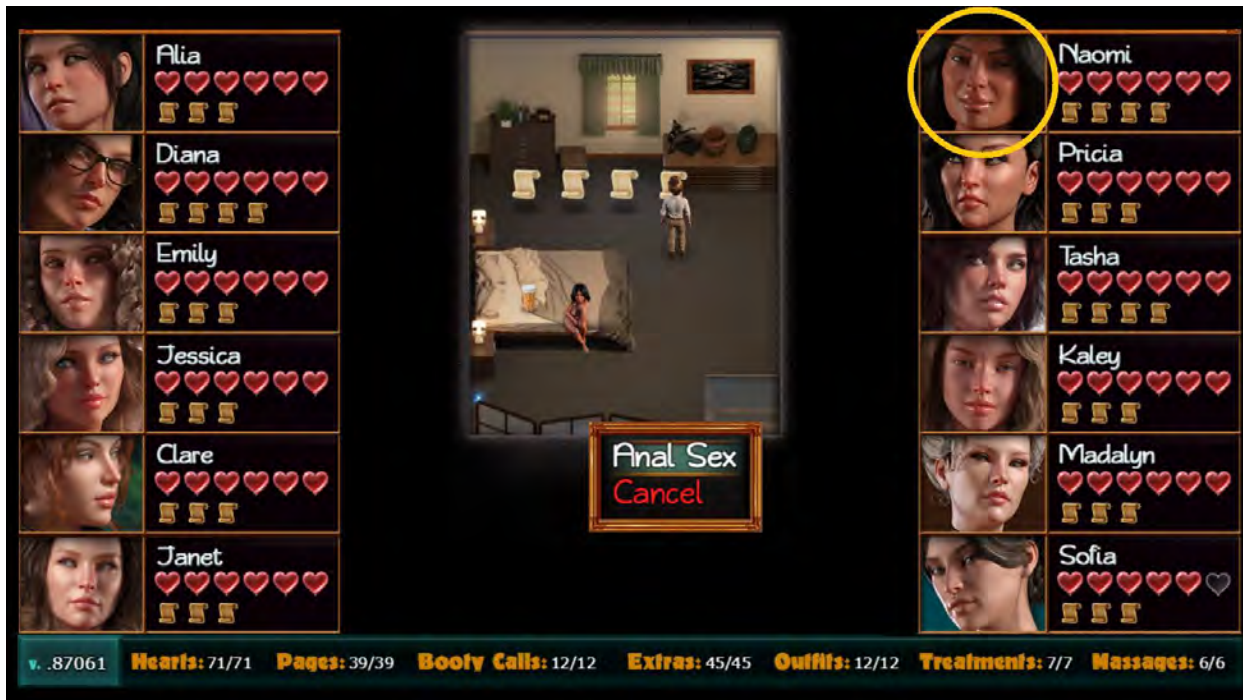 Alia
Diana
Emily
Jessica
Clare
Janet
Anal Sex
Cancel
Naomi
Pricia
Tasha
Kaley
Madalyn
Sofia
v. .87061 Hearts: 71/71 Pages: 39/39 Booty Calls: 12/12 Extras: 45/45 Outfits: 12/12 Treatments: 7/7 Massages: 6/6